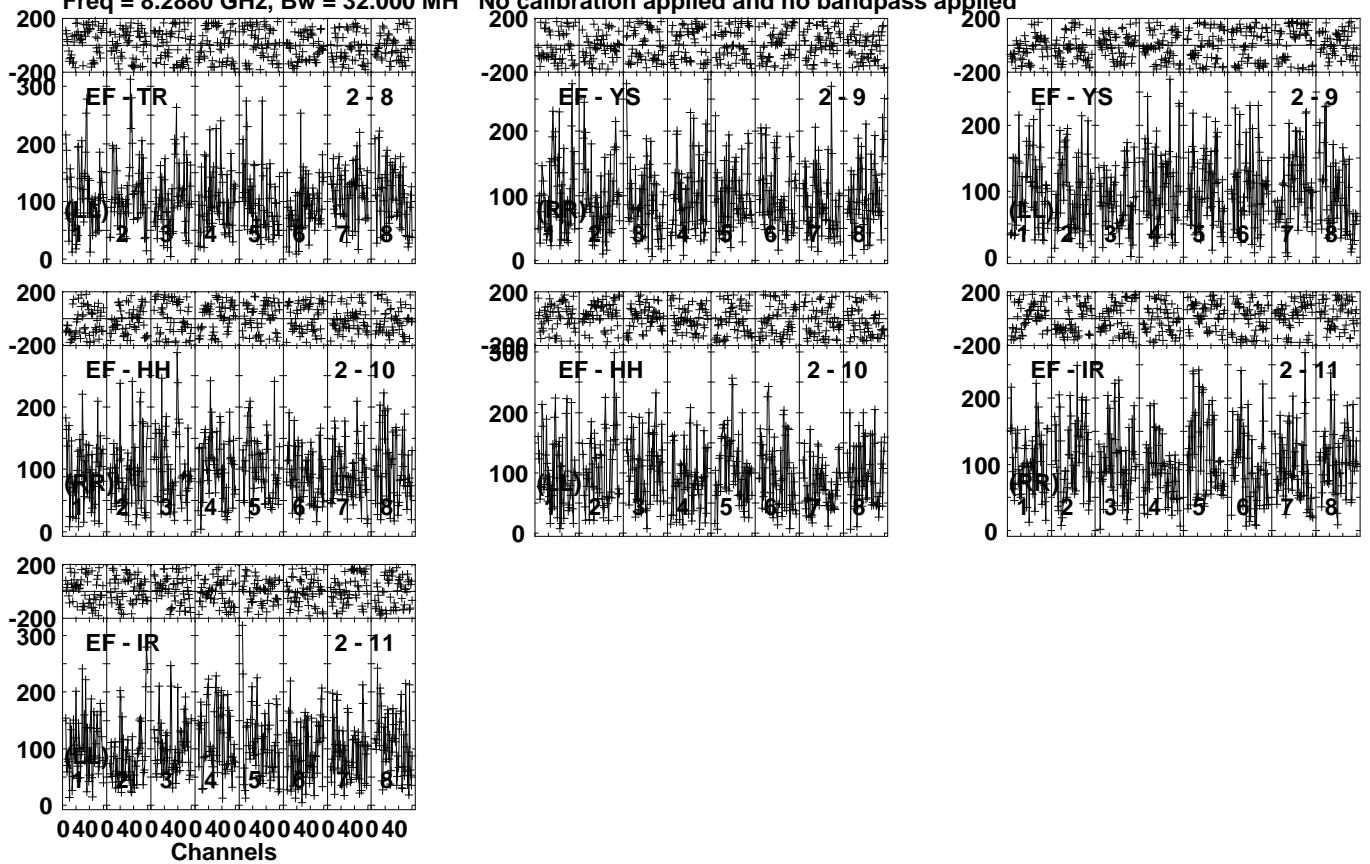 Freq = 8.2880 GHz, Bw = 32.000 MH No calibration applied and no bandpass applied
200
-200
300
200
100
0
EF - TR 2 - 8
(LL)
1 2 3 4 5 6 7 8
200
-200
200
100
0
EF - YS 2 - 9
(RR)
1 2 3 4 5 6 7 8
200
-200
200
100
0
EF - YS 2 - 9
(LL)
1 2 3 4 5 6 7 8
200
-200
200
100
0
EF - HH 2 - 10
(RR)
1 2 3 4 5 6 7 8
200
-200
300
200
100
0
EF - HH 2 - 10
(LL)
1 2 3 4 5 6 7 8
200
-200
200
100
0
EF - IR 2 - 11
(RR)
1 2 3 4 5 6 7 8
200
-200
300
200
100
0
EF - IR 2 - 11
(LL)
1 2 3 4 5 6 7 8
0 40 0 40 0 40 0 40 0 40 0 40 0 40 0 40
Channels